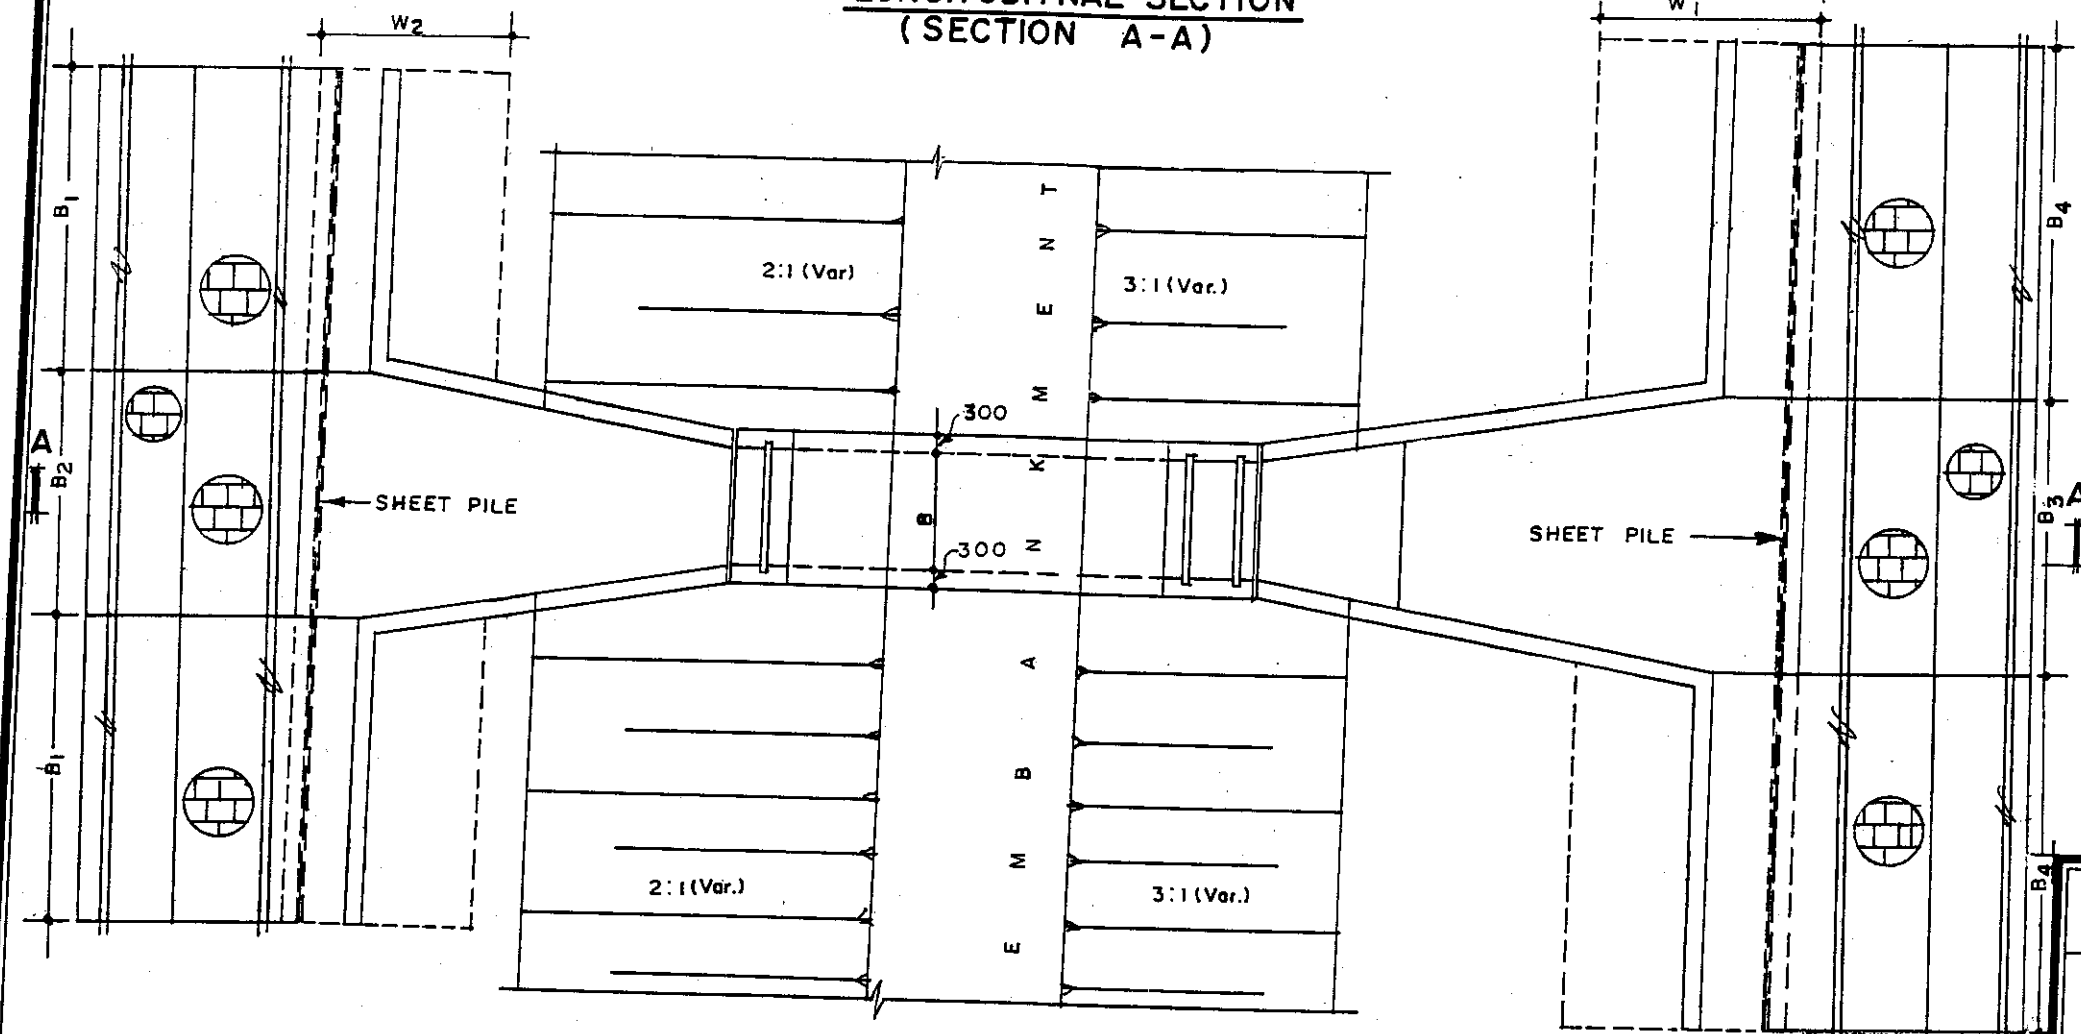 (SECTION A-A)
W2
W1
B1
B4
2:1 (Var)
3:1 (Var.)
EMBANKMENT
300
A
B2
SHEET PILE
B
300
SHEET PILE
B3
A
B1
2:1 (Var.)
3:1 (Var.)
B4